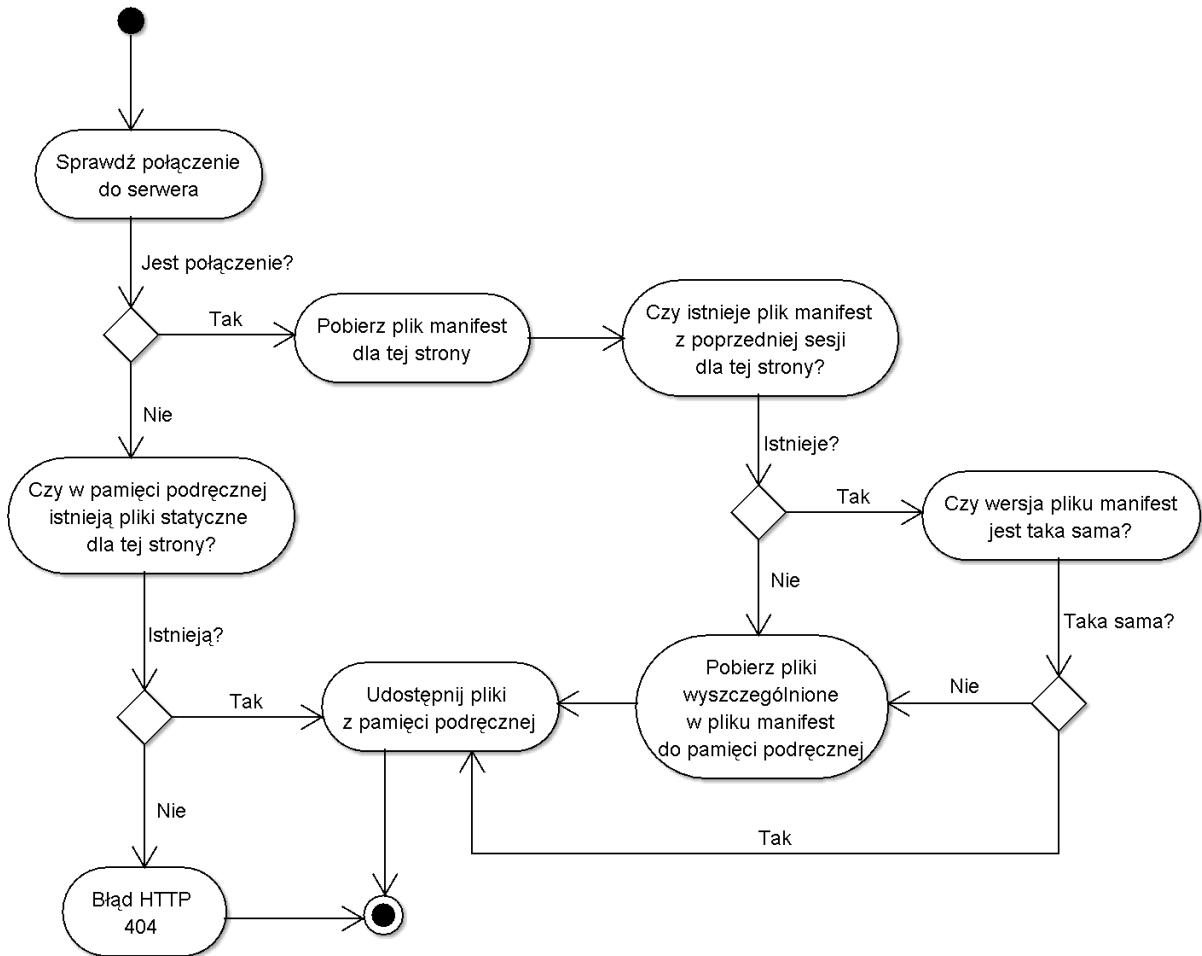 Sprawdź połączenie
do serwera
Jest połączenie?
Tak
Pobierz plik manifest
dla tej strony
Czy istnieje plik manifest
z poprzedniej sesji
dla tej strony?
Nie
Istnieje?
Czy w pamięci podręcznej
istnieją pliki statyczne
dla tej strony?
Tak
Czy wersja pliku manifest
jest taka sama?
Nie
Istnieją?
Taka sama?
Tak
Udostępnij pliki
z pamięci podręcznej
Pobierz pliki
wyszczególnione
w pliku manifest
do pamięci podręcznej
Nie
Nie
Tak
Błąd HTTP
404